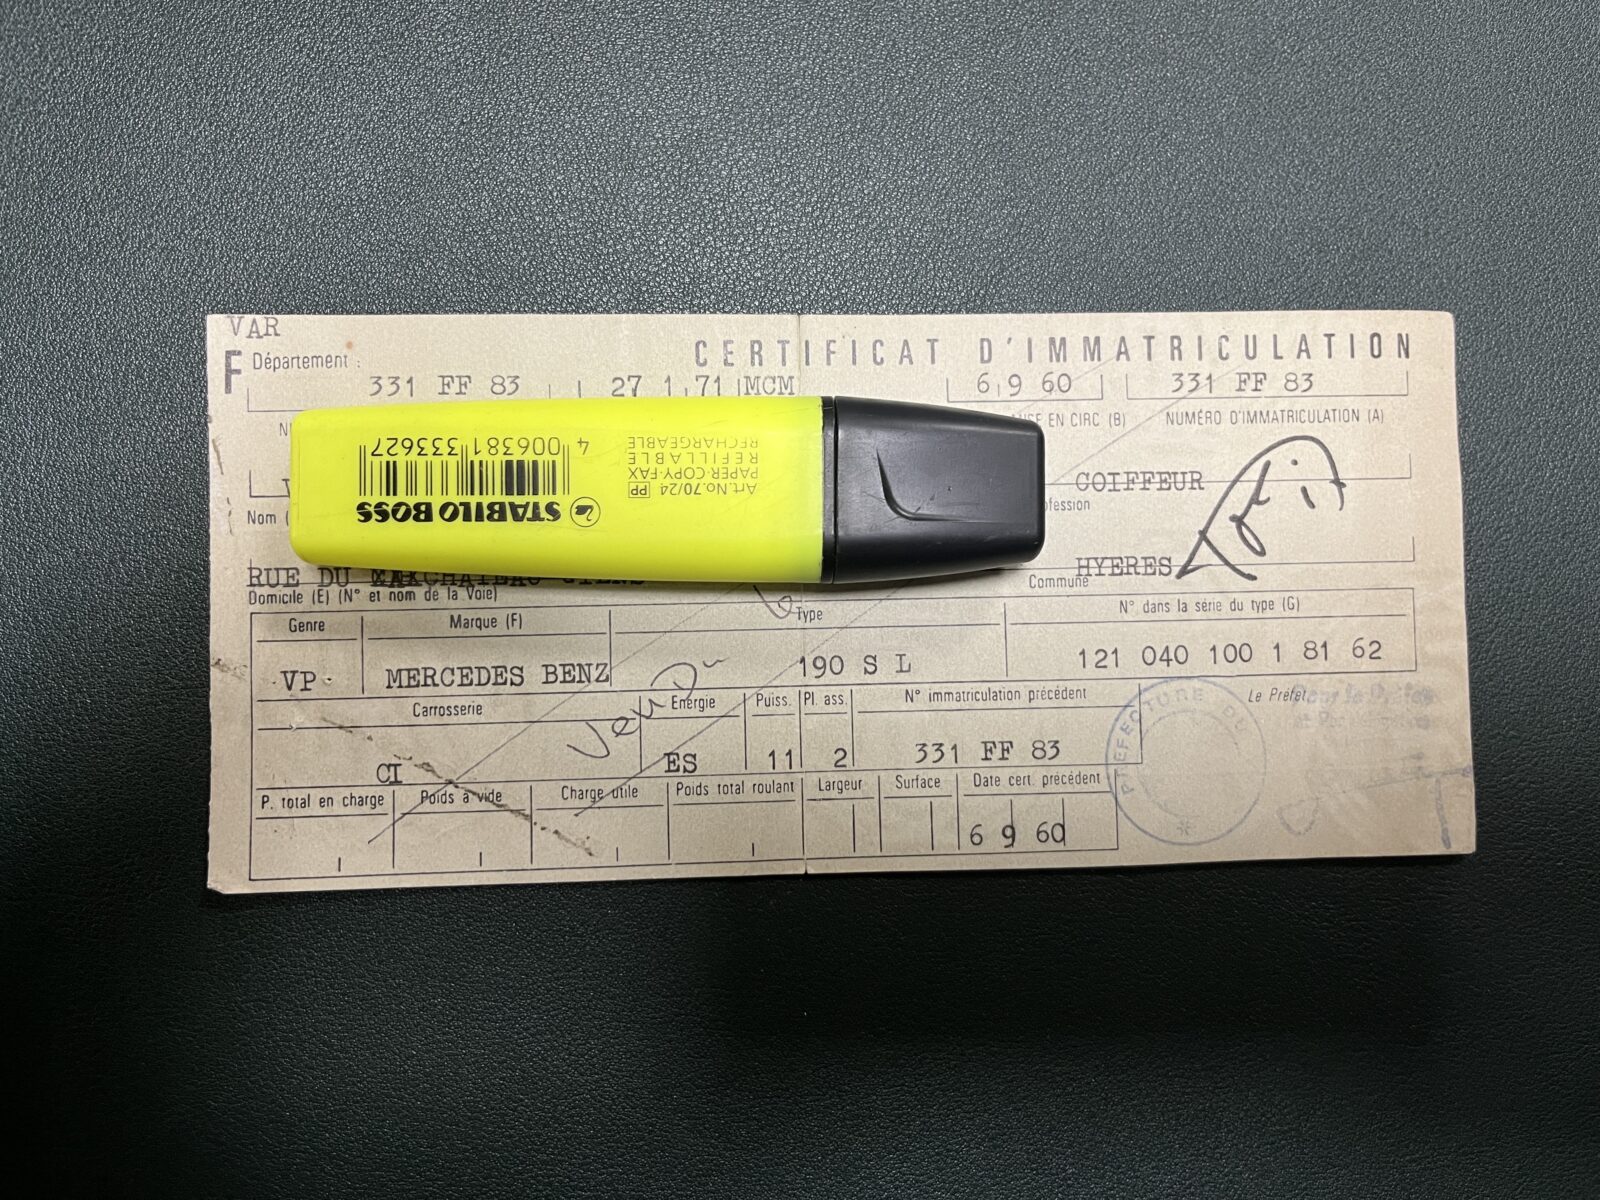 VAR
F Département : CERTIFICAT D'IMMATRICULATION
331 FF 83 27 1 71 MCM 6 9 60 331 FF 83
EN CIRC (B) NUMÉRO D'IMMATRICULATION (A)
COIFFEUR
Nom
HYERES
RUE DU
Domicile (E) (N° et nom de la Voie) Commune
Genre Marque (F) Type N° dans la série du type (G)
VP MERCEDES BENZ 190 S L 121 040 100 1 81 62
Carrosserie Energie Puiss. Pl. ass. N° immatriculation précédent Le Préfet,
CI ES 11 2 331 FF 83
Vendu
P. total en charge Poids à vide Charge utile Poids total roulant Largeur Surface Date cert. précédent
6 9 60
PREFECTURE DU
STABILO BOSS
Art.No.70/24 PP
PAPER·COPY·FAX
REFILLABLE
RECHARGEABLE
4 006381 333627